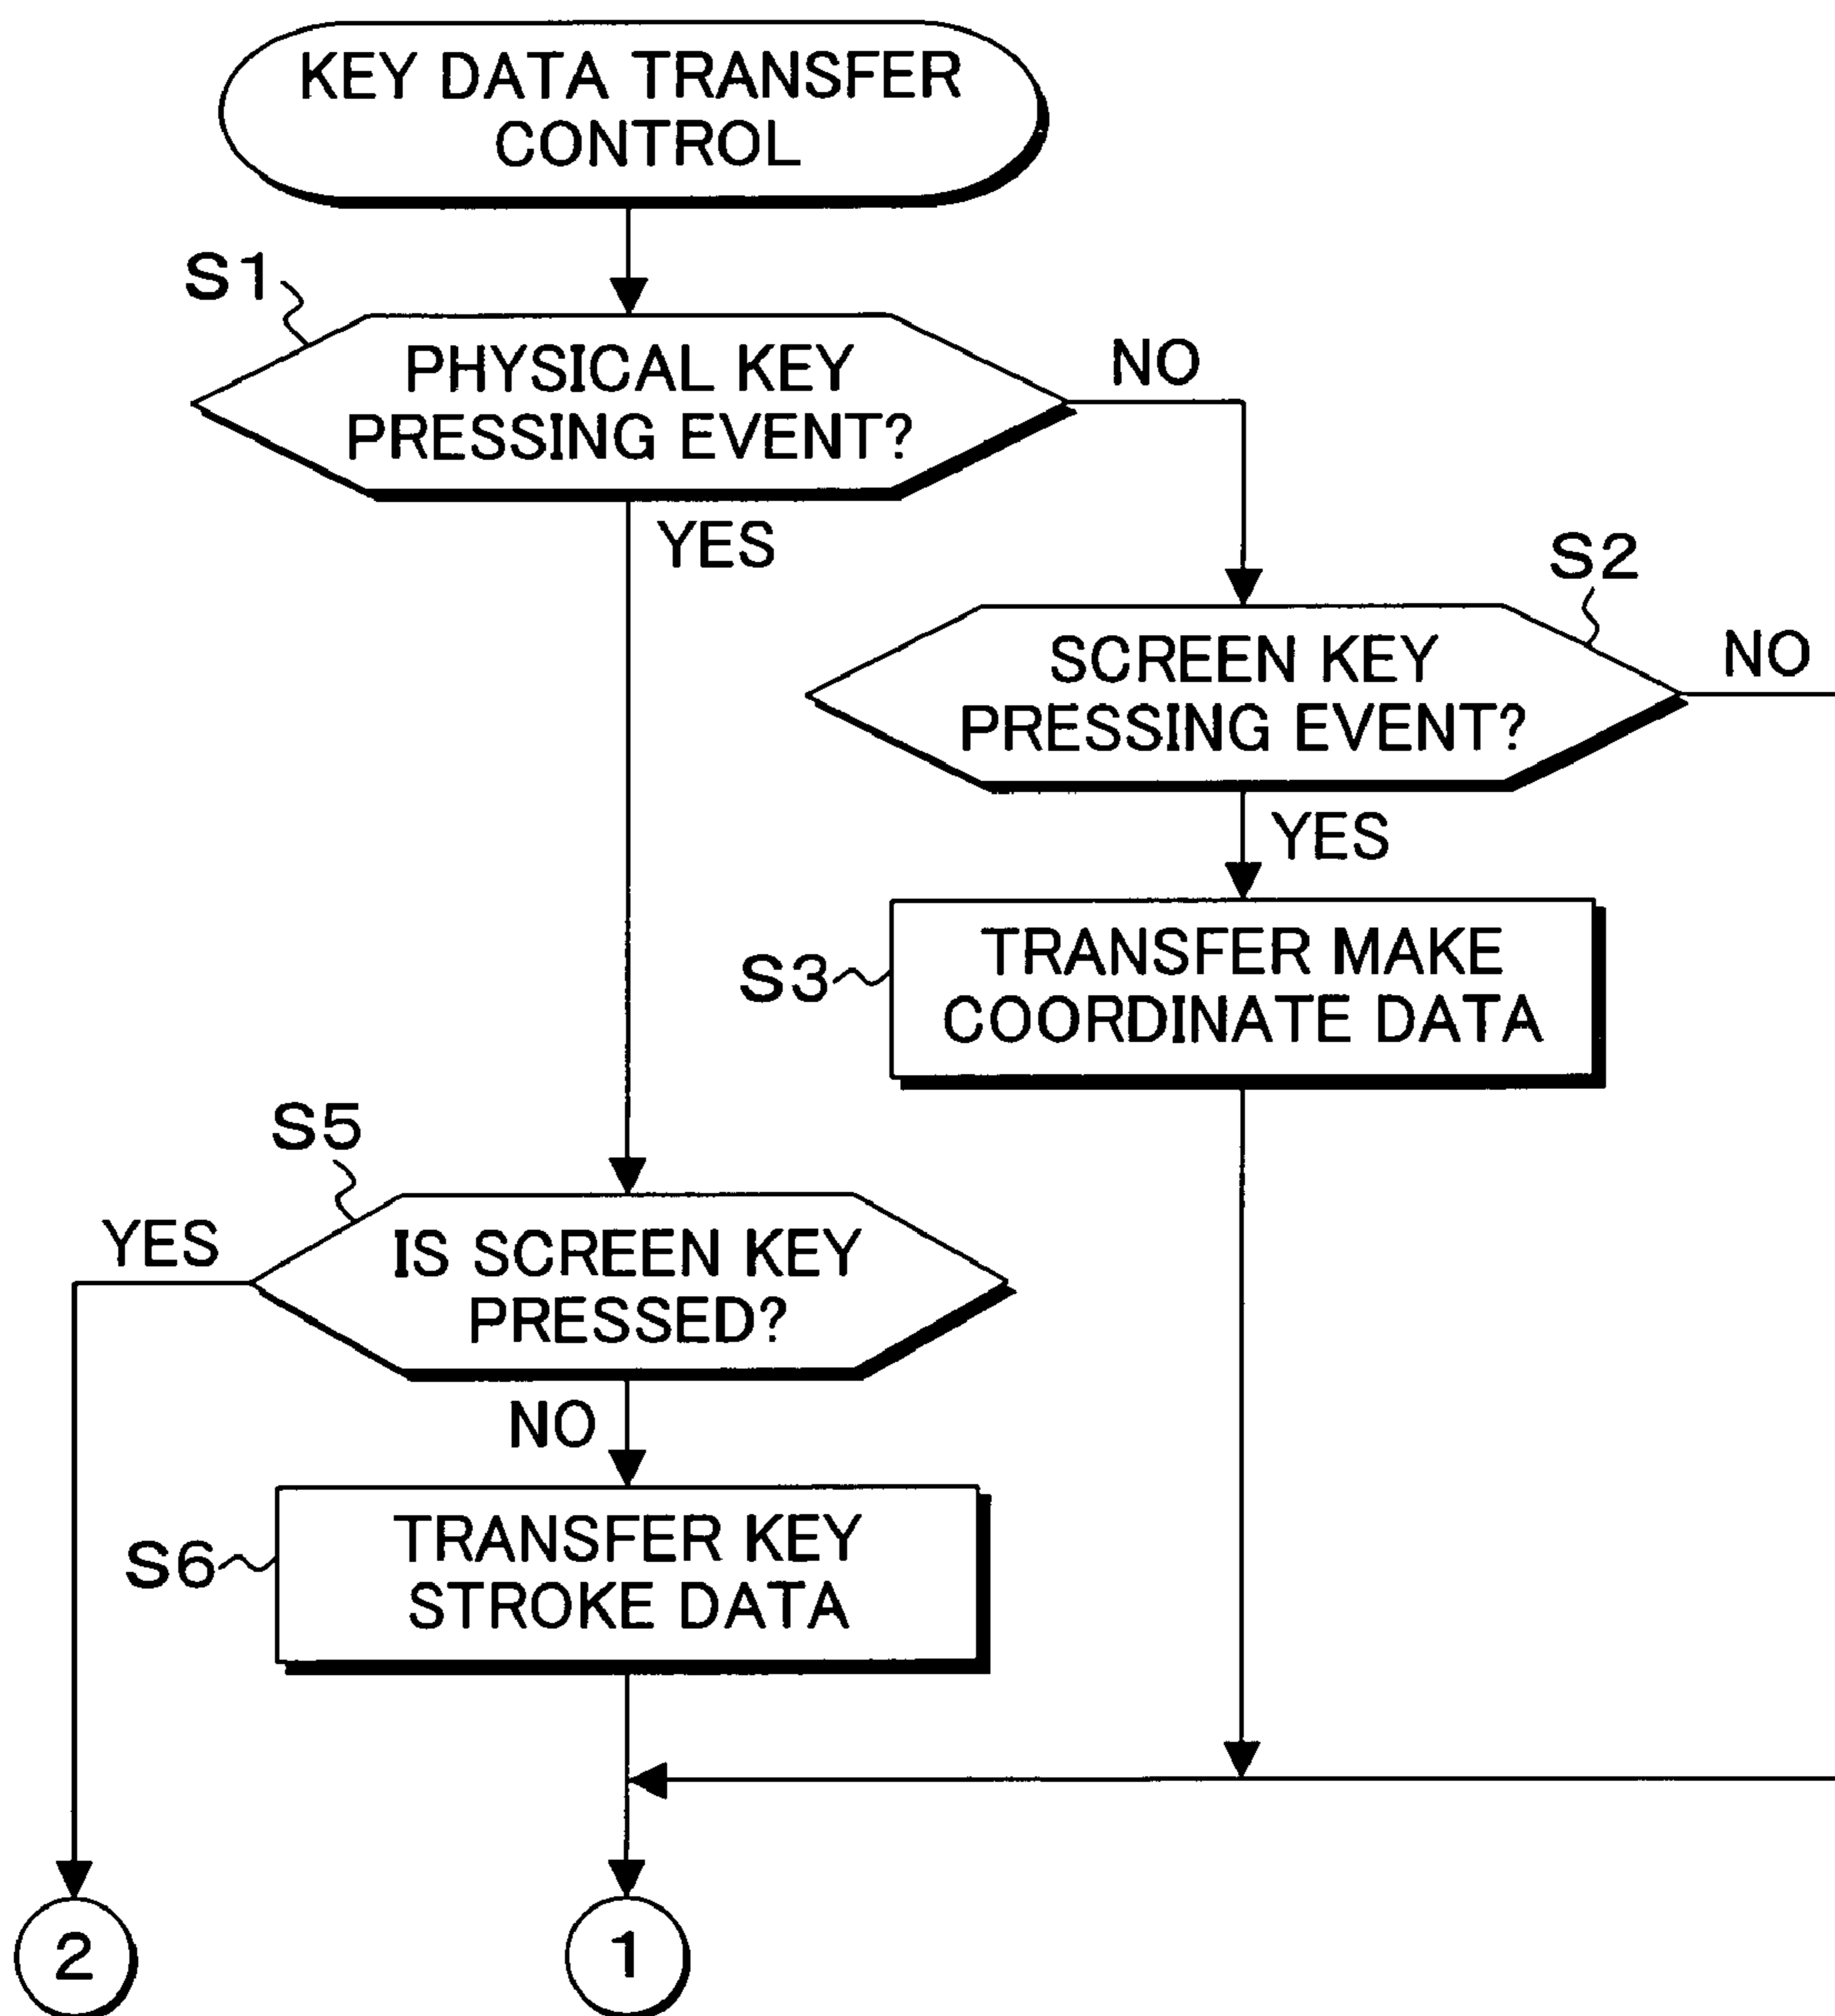 KEY DATA TRANSFER
CONTROL
S1
PHYSICAL KEY
PRESSING EVENT?
NO
YES
S2
SCREEN KEY
PRESSING EVENT?
NO
YES
S3
TRANSFER MAKE
COORDINATE DATA
S5
YES
IS SCREEN KEY
PRESSED?
NO
S6
TRANSFER KEY
STROKE DATA
2
1